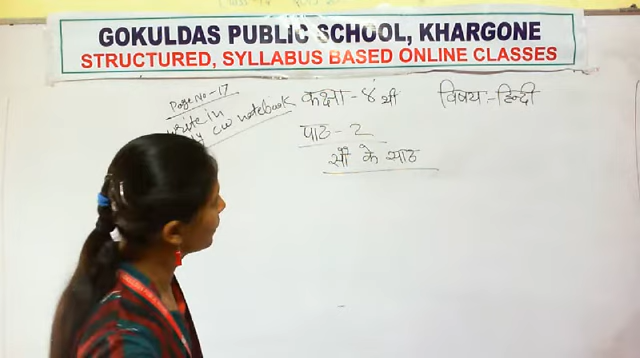 GOKULDAS PUBLIC SCHOOL, KHARGONE
STRUCTURED, SYLLABUS BASED ONLINE CLASSES
Page No-17
write in
cw notebook
कक्षा - ४ थी
विषय:- हिन्दी
पाठ - 2
सौ के साठ